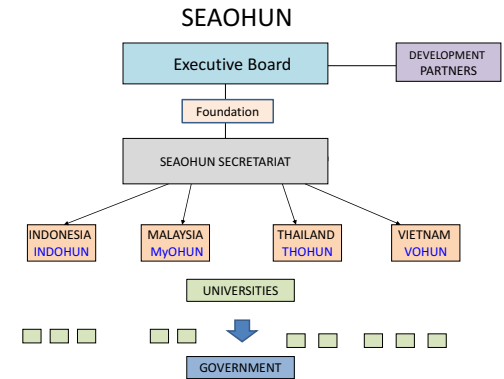 SEAOHUN
Executive Board
DEVELOPMENT
PARTNERS
Foundation
SEAOHUN SECRETARIAT
INDONESIA
INDOHUN
MALAYSIA
MyOHUN
THAILAND
THOHUN
VIETNAM
VOHUN
UNIVERSITIES
GOVERNMENT